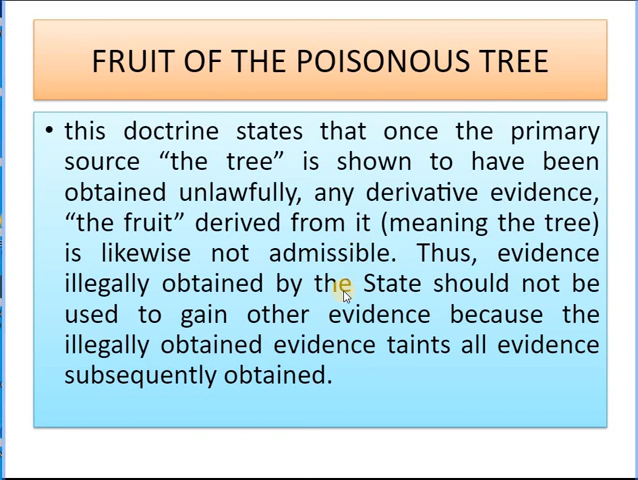 FRUIT OF THE POISONOUS TREE
• this doctrine states that once the primary
source “the tree” is shown to have been
obtained unlawfully, any derivative evidence,
“the fruit” derived from it (meaning the tree)
is likewise not admissible. Thus, evidence
illegally obtained by the State should not be
used to gain other evidence because the
illegally obtained evidence taints all evidence
subsequently obtained.